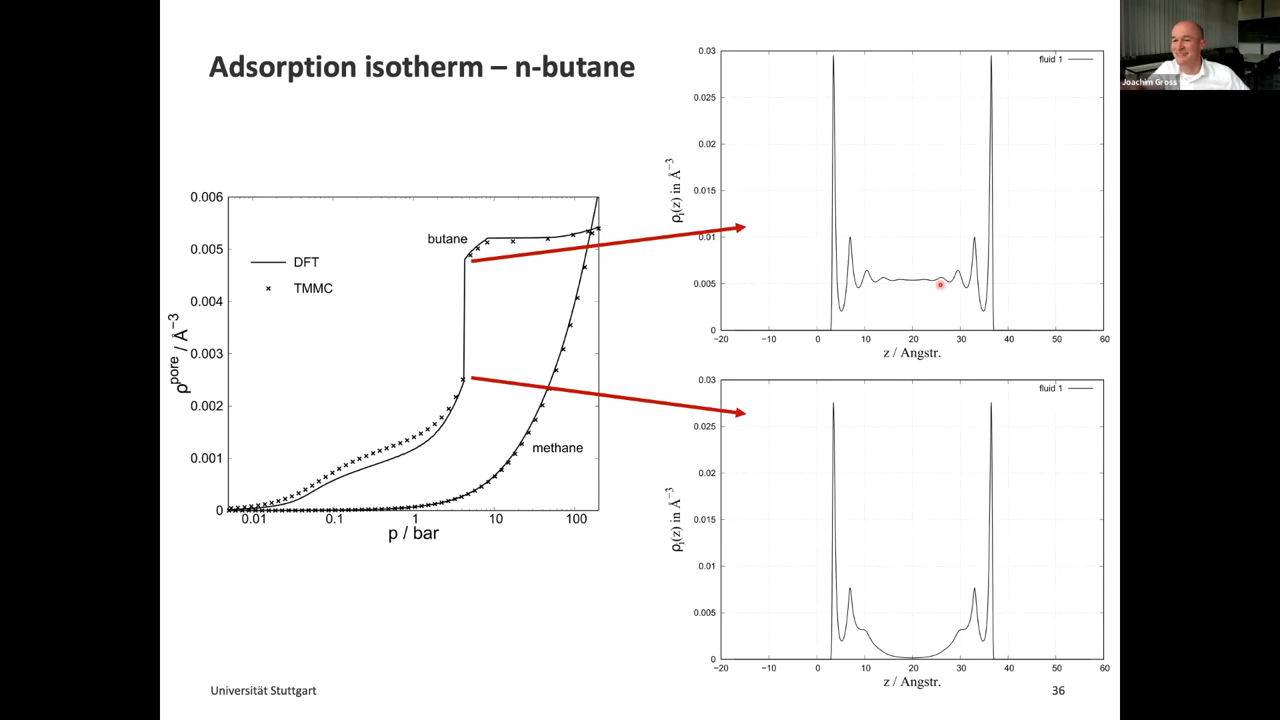 Adsorption isotherm – n-butane
Joachim Gross
0.006
0.005
0.004
0.003
0.002
0.001
0
ρ^pore / Å⁻³
butane
DFT
TMMC
methane
0.01 0.1 1 10 100
p / bar
0.03
0.025
0.02
0.015
0.01
0.005
0
ρᵢ(z) in Å⁻³
fluid 1
−20 −10 0 10 20 30 40 50 60
z / Angstr.
0.03
0.025
0.02
0.015
0.01
0.005
0
ρᵢ(z) in Å⁻³
fluid 1
−20 −10 0 10 20 30 40 50 60
z / Angstr.
Universität Stuttgart
36